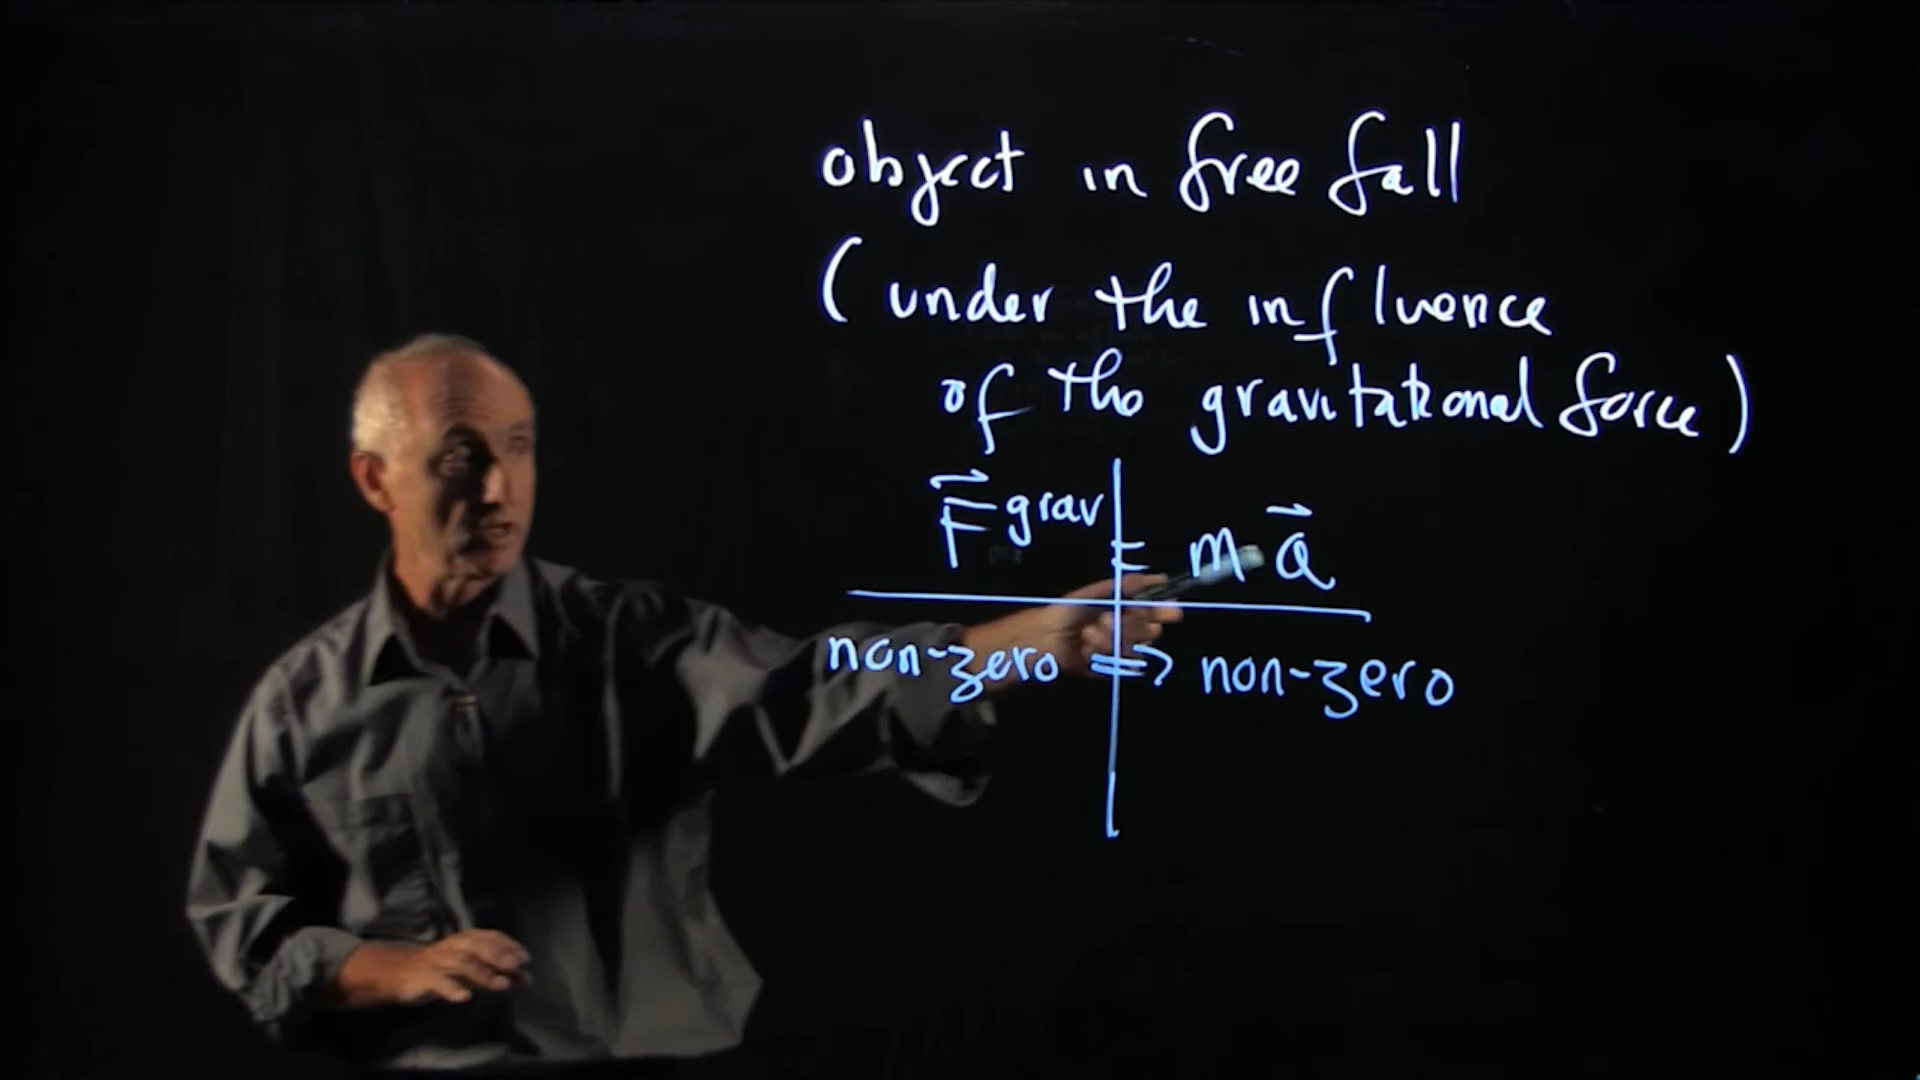 object in free fall
(under the influence
of the gravitational force)
F⃗ grav = m a⃗
non-zero => non-zero